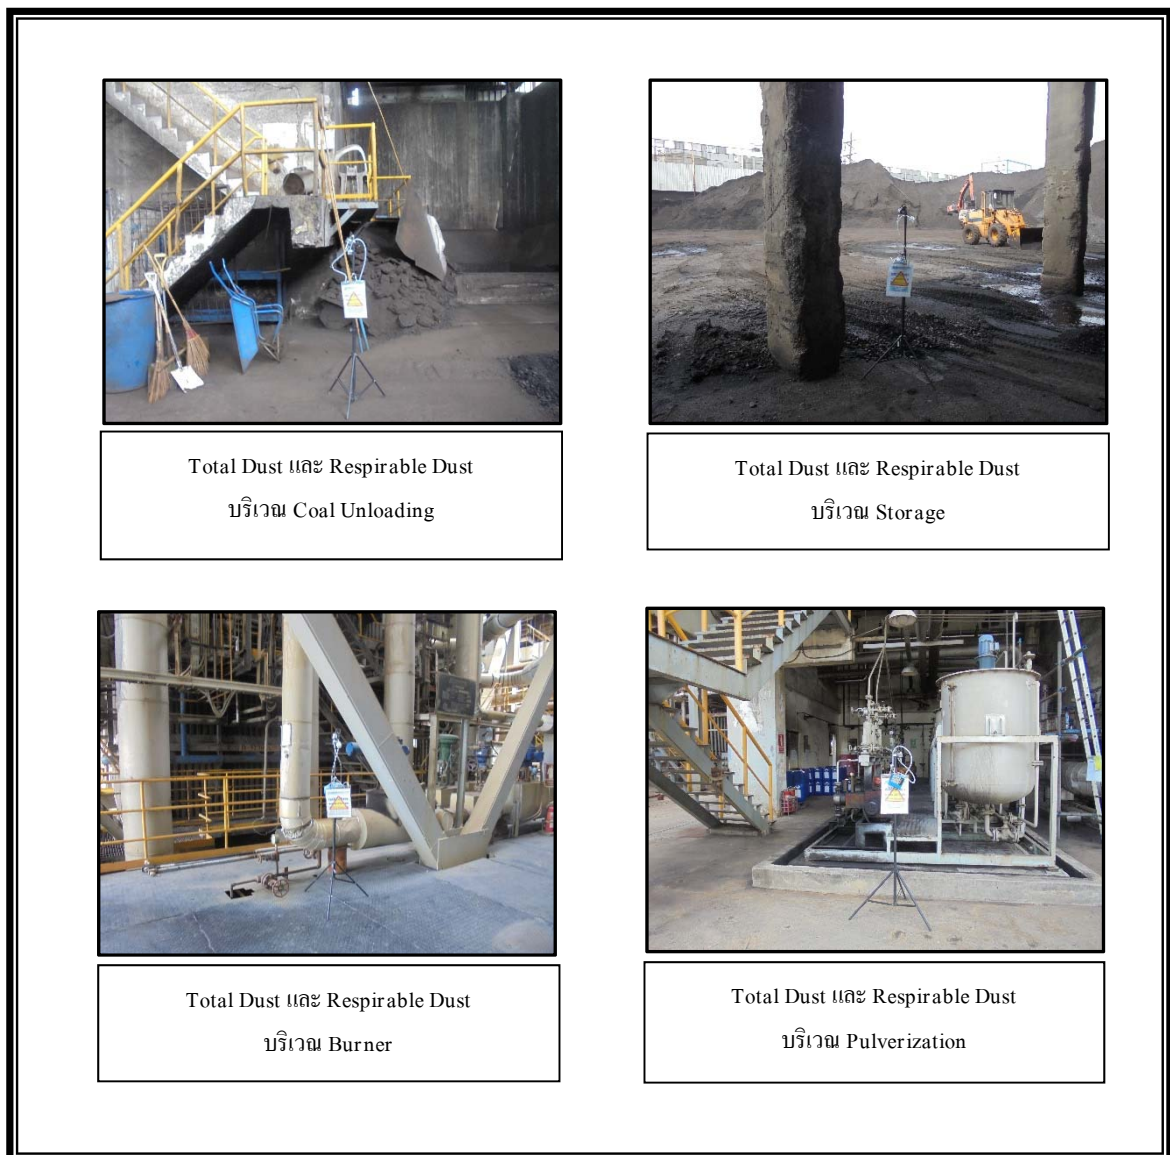 Total Dust และ Respirable Dust
บริเวณ Coal Unloading
Total Dust และ Respirable Dust
บริเวณ Storage
Total Dust และ Respirable Dust
บริเวณ Burner
Total Dust และ Respirable Dust
บริเวณ Pulverization